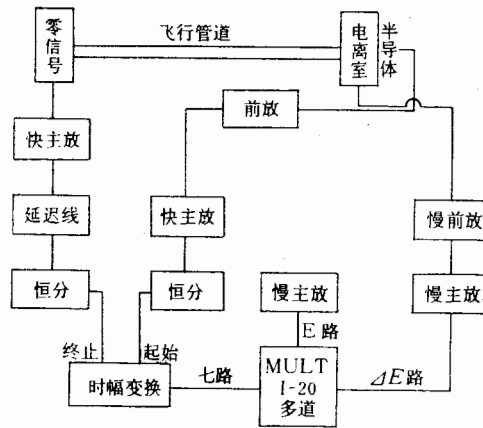 零信号
飞行管道
电离室
半导体
前放
快主放
延迟线
快主放
慢前放
恒分
恒分
慢主放
慢主放
终止
起始
E路
时幅变换
七路
MULT
I-20
多道
ΔE路